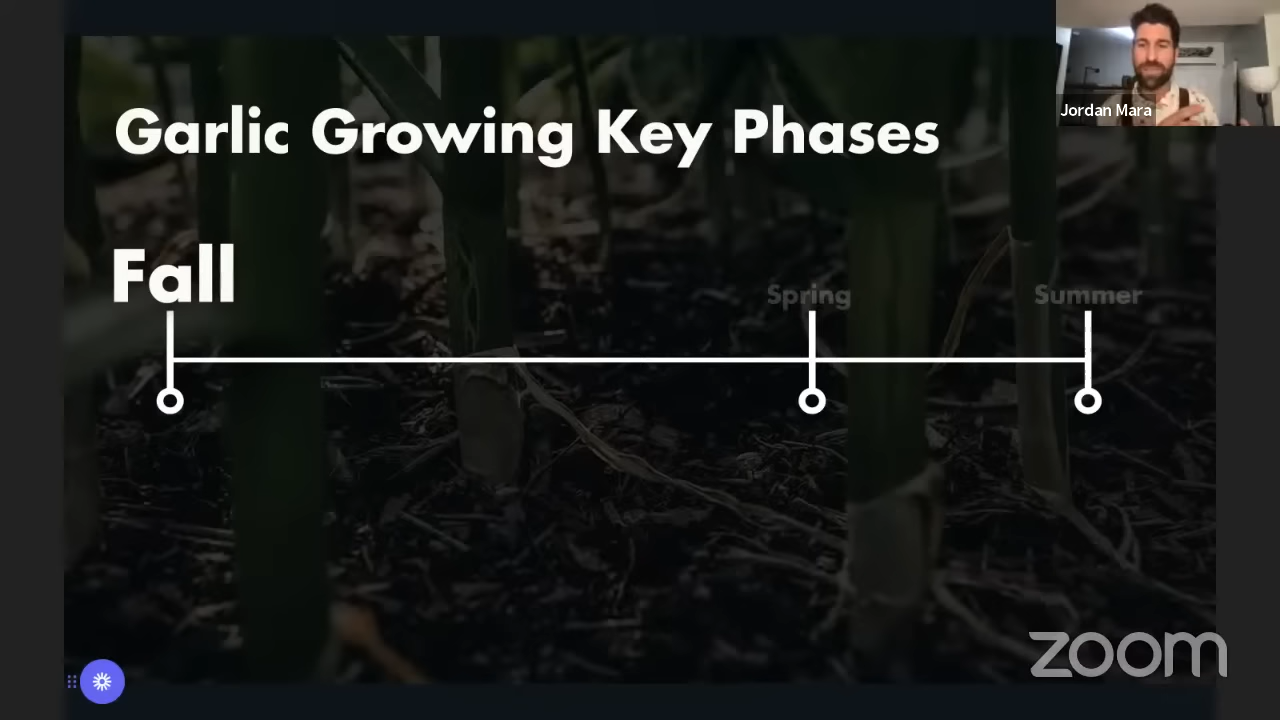 Garlic Growing Key Phases
Jordan Mara
Fall
Spring
Summer
zoom